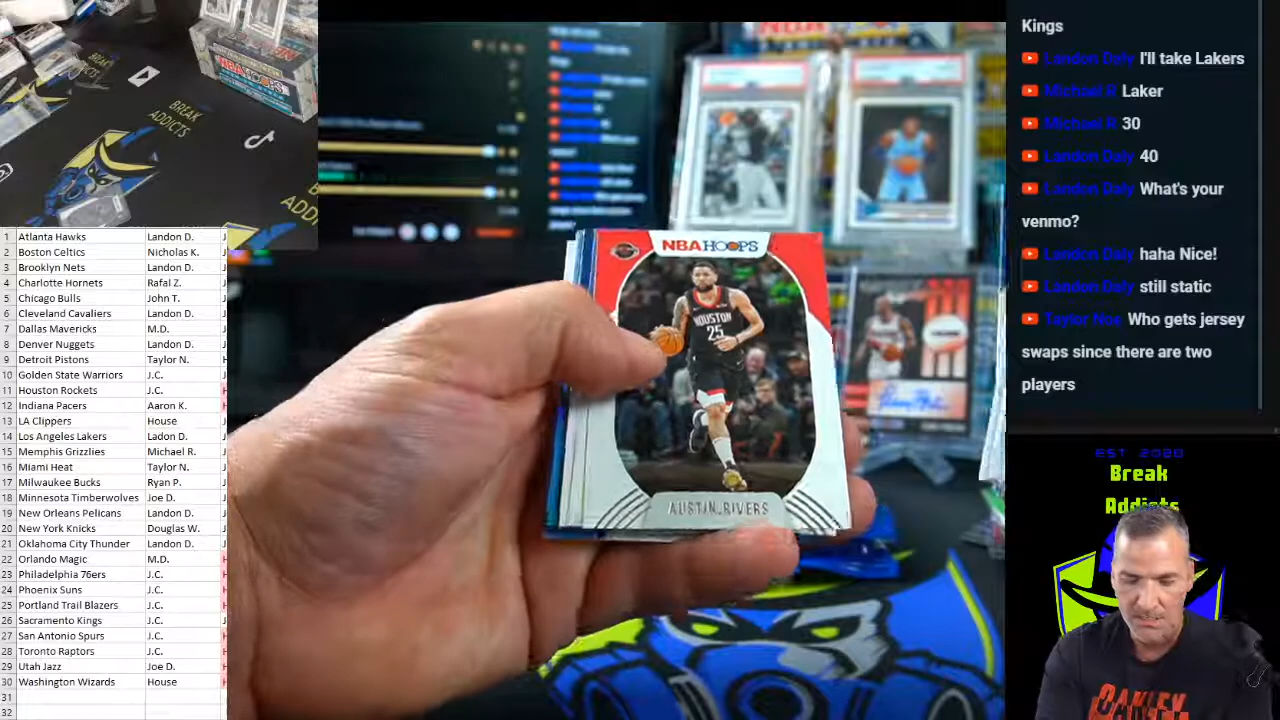 Kings
Landon Daly I'll take Lakers
Michael R Laker
Michael R 30
Landon Daly 40
Landon Daly What's your
venmo?
Landon Daly haha Nice!
Landon Daly still static
Taylor Noe Who gets jersey
swaps since there are two
players
EST 2008
Break
Addicts
OAKLEY
BREAK
ADDICTS
BREAK
ADDICTS
NBA HOOPS
NBA HOOPS
HOUSTON
25
AUSTIN RIVERS
1 Atlanta Hawks Landon D. J
2 Boston Celtics Nicholas K. J
3 Brooklyn Nets Landon D. J
4 Charlotte Hornets Rafal Z. J
5 Chicago Bulls John T. J
6 Cleveland Cavaliers Landon D. J
7 Dallas Mavericks M.D. J
8 Denver Nuggets Landon D. J
9 Detroit Pistons Taylor N. H
10 Golden State Warriors J.C. J
11 Houston Rockets J.C. H
12 Indiana Pacers Aaron K. H
13 LA Clippers House J
14 Los Angeles Lakers Ladon D. J
15 Memphis Grizzlies Michael R. J
16 Miami Heat Taylor N. J
17 Milwaukee Bucks Ryan P. J
18 Minnesota Timberwolves Joe D. J
19 New Orleans Pelicans Landon D. J
20 New York Knicks Douglas W. J
21 Oklahoma City Thunder Landon D. J
22 Orlando Magic M.D. H
23 Philadelphia 76ers J.C. H
24 Phoenix Suns J.C. H
25 Portland Trail Blazers J.C. H
26 Sacramento Kings J.C. J
27 San Antonio Spurs J.C. H
28 Toronto Raptors J.C. H
29 Utah Jazz Joe D. H
30 Washington Wizards House H
31
32